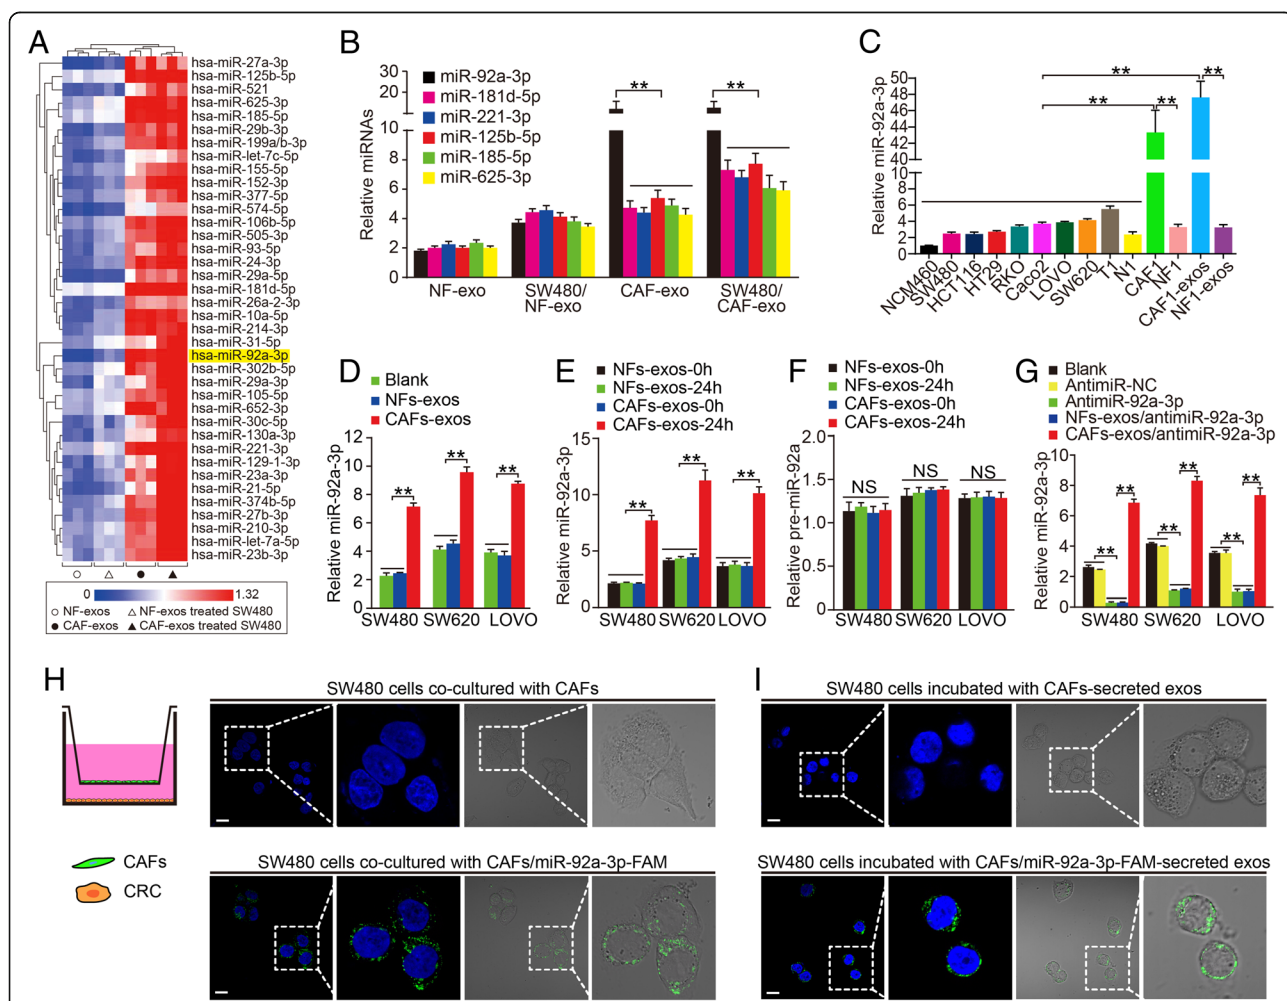 A
hsa-miR-27a-3p
hsa-miR-125b-5p
hsa-miR-521
hsa-miR-625-3p
hsa-miR-185-5p
hsa-miR-29b-3p
hsa-miR-199a/b-3p
hsa-miR-let-7c-5p
hsa-miR-155-5p
hsa-miR-152-3p
hsa-miR-377-5p
hsa-miR-574-5p
hsa-miR-106b-5p
hsa-miR-505-3p
hsa-miR-93-5p
hsa-miR-24-3p
hsa-miR-29a-5p
hsa-miR-181d-5p
hsa-miR-26a-2-3p
hsa-miR-10a-5p
hsa-miR-214-3p
hsa-miR-31-5p
hsa-miR-92a-3p
hsa-miR-302b-5p
hsa-miR-29a-3p
hsa-miR-105-5p
hsa-miR-652-3p
hsa-miR-30c-5p
hsa-miR-130a-3p
hsa-miR-221-3p
hsa-miR-129-1-3p
hsa-miR-23a-3p
hsa-miR-21-5p
hsa-miR-374b-5p
hsa-miR-27b-3p
hsa-miR-210-3p
hsa-miR-let-7a-5p
hsa-miR-23b-3p
0 1.32
NF-exos
NF-exos treated SW480
CAF-exos
CAF-exos treated SW480
B
Relative miRNAs
30
20
10
8
6
4
2
0
miR-92a-3p
miR-181d-5p
miR-221-3p
miR-125b-5p
miR-185-5p
miR-625-3p
** **
NF-exo
SW480/
NF-exo
CAF-exo
SW480/
CAF-exo
C
Relative miR-92a-3p
50
48
46
44
42
40
10
8
6
4
2
0
** **
** **
NCM460
SW480
HCT116
HT29
RKO
Caco2
LOVO
SW620
T1
N1
CAF1
NF1
CAF1-exos
NF1-exos
D
Blank
NFs-exos
CAFs-exos
Relative miR-92a-3p
12
10
8
6
4
2
0
** ** **
SW480 SW620 LOVO
E
NFs-exos-0h
NFs-exos-24h
CAFs-exos-0h
CAFs-exos-24h
Relative miR-92a-3p
15
10
5
0
** ** **
SW480 SW620 LOVO
F
NFs-exos-0h
NFs-exos-24h
CAFs-exos-0h
CAFs-exos-24h
Relative pre-miR-92a
2.0
1.5
1.0
0.5
0
NS NS NS
SW480 SW620 LOVO
G
Blank
AntimiR-NC
AntimiR-92a-3p
NFs-exos/antimiR-92a-3p
CAFs-exos/antimiR-92a-3p
Relative miR-92a-3p
10
8
6
4
2
0
** ** **
** ** **
SW480 SW620 LOVO
H
CAFs
CRC
SW480 cells co-cultured with CAFs
SW480 cells co-cultured with CAFs/miR-92a-3p-FAM
I
SW480 cells incubated with CAFs-secreted exos
SW480 cells incubated with CAFs/miR-92a-3p-FAM-secreted exos